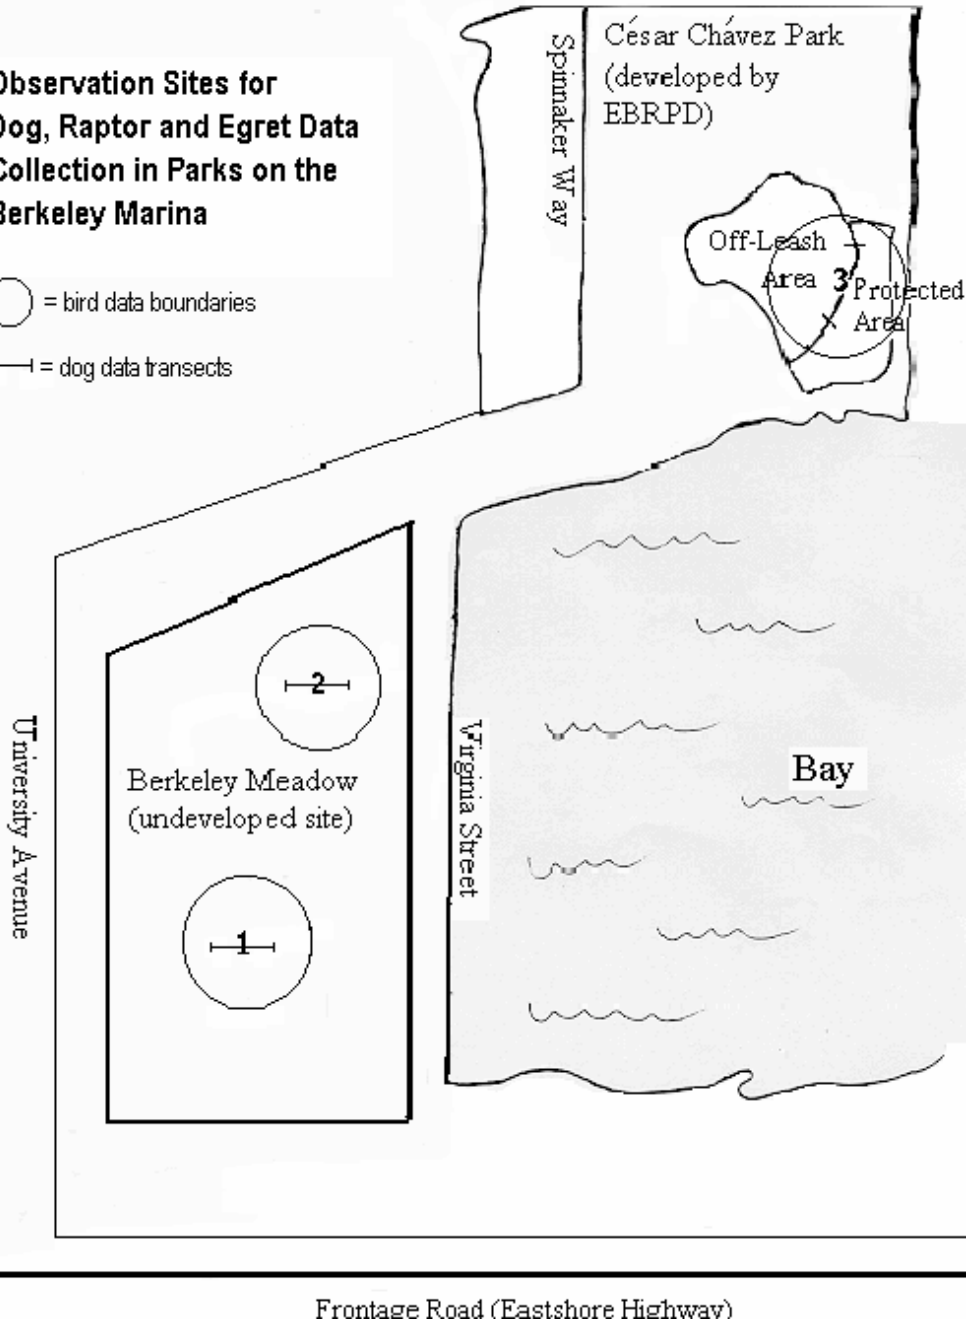 Observation Sites for
Dog, Raptor and Egret Data
Collection in Parks on the
Berkeley Marina
= bird data boundaries
= dog data transects
Spinnaker Way
César Chávez Park
(developed by
EBRPD)
Off-Leash
Area
3
Protected
Area
2
Berkeley Meadow
(undeveloped site)
1
University Avenue
Virginia Street
Bay
Frontage Road (Eastshore Highway)